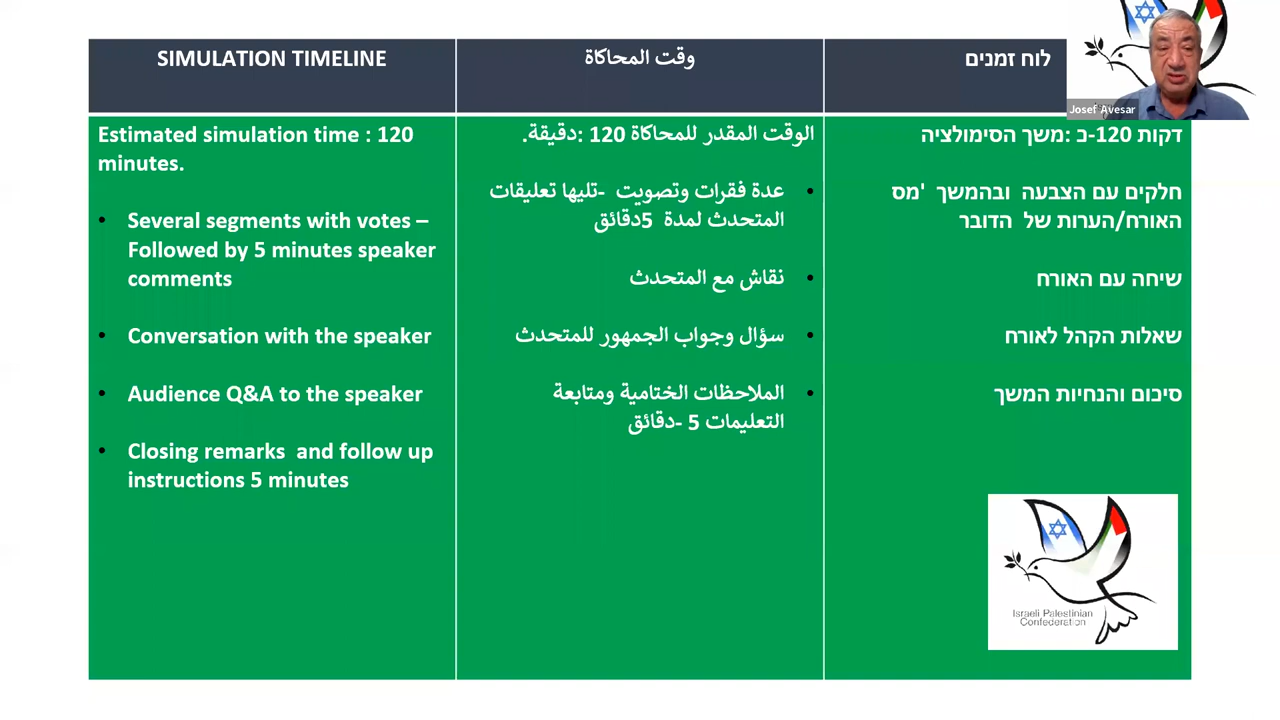 SIMULATION TIMELINE
وقت المحاكاة
לוח זמנים
Josef Avesar
Estimated simulation time : 120
minutes.
• Several segments with votes –
Followed by 5 minutes speaker
comments
• Conversation with the speaker
• Audience Q&A to the speaker
• Closing remarks and follow up
instructions 5 minutes
الوقت المقدر للمحاكاة 120 :دقيقة.
• عدة فقرات وتصويت -تليها تعليقات
المتحدث لمدة 5دقائق
• نقاش مع المتحدث
• سؤال وجواب الجمهور للمتحدث
• الملاحظات الختامية ومتابعة
التعليمات 5 -دقائق
דקות 120-כ :משך הסימולציה
חלקים עם הצבעה ובהמשך 'מס
האורח/הערות של הדובר
שיחה עם האורח
שאלות הקהל לאורח
סיכום והנחיות המשך
Israeli Palestinian
Confederation